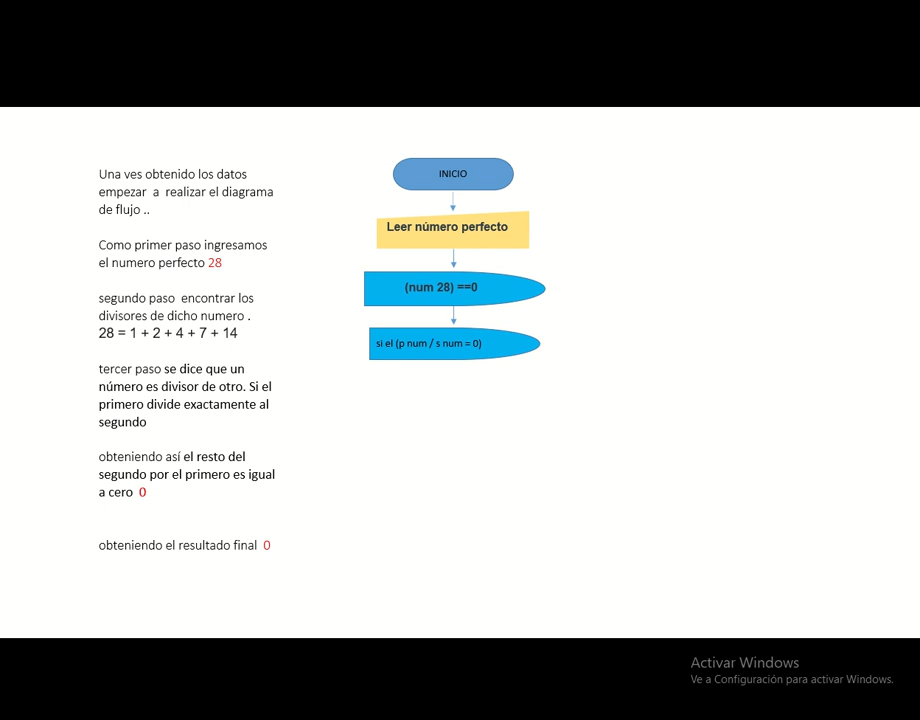 Una ves obtenido los datos
empezar a realizar el diagrama
de flujo ..
Como primer paso ingresamos
el numero perfecto 28
segundo paso encontrar los
divisores de dicho numero .
28 = 1 + 2 + 4 + 7 + 14
tercer paso se dice que un
número es divisor de otro. Si el
primero divide exactamente al
segundo
obteniendo así el resto del
segundo por el primero es igual
a cero 0
obteniendo el resultado final 0
INICIO
Leer número perfecto
(num 28) ==0
si el (p num / s num = 0)
Activar Windows
Ve a Configuración para activar Windows.